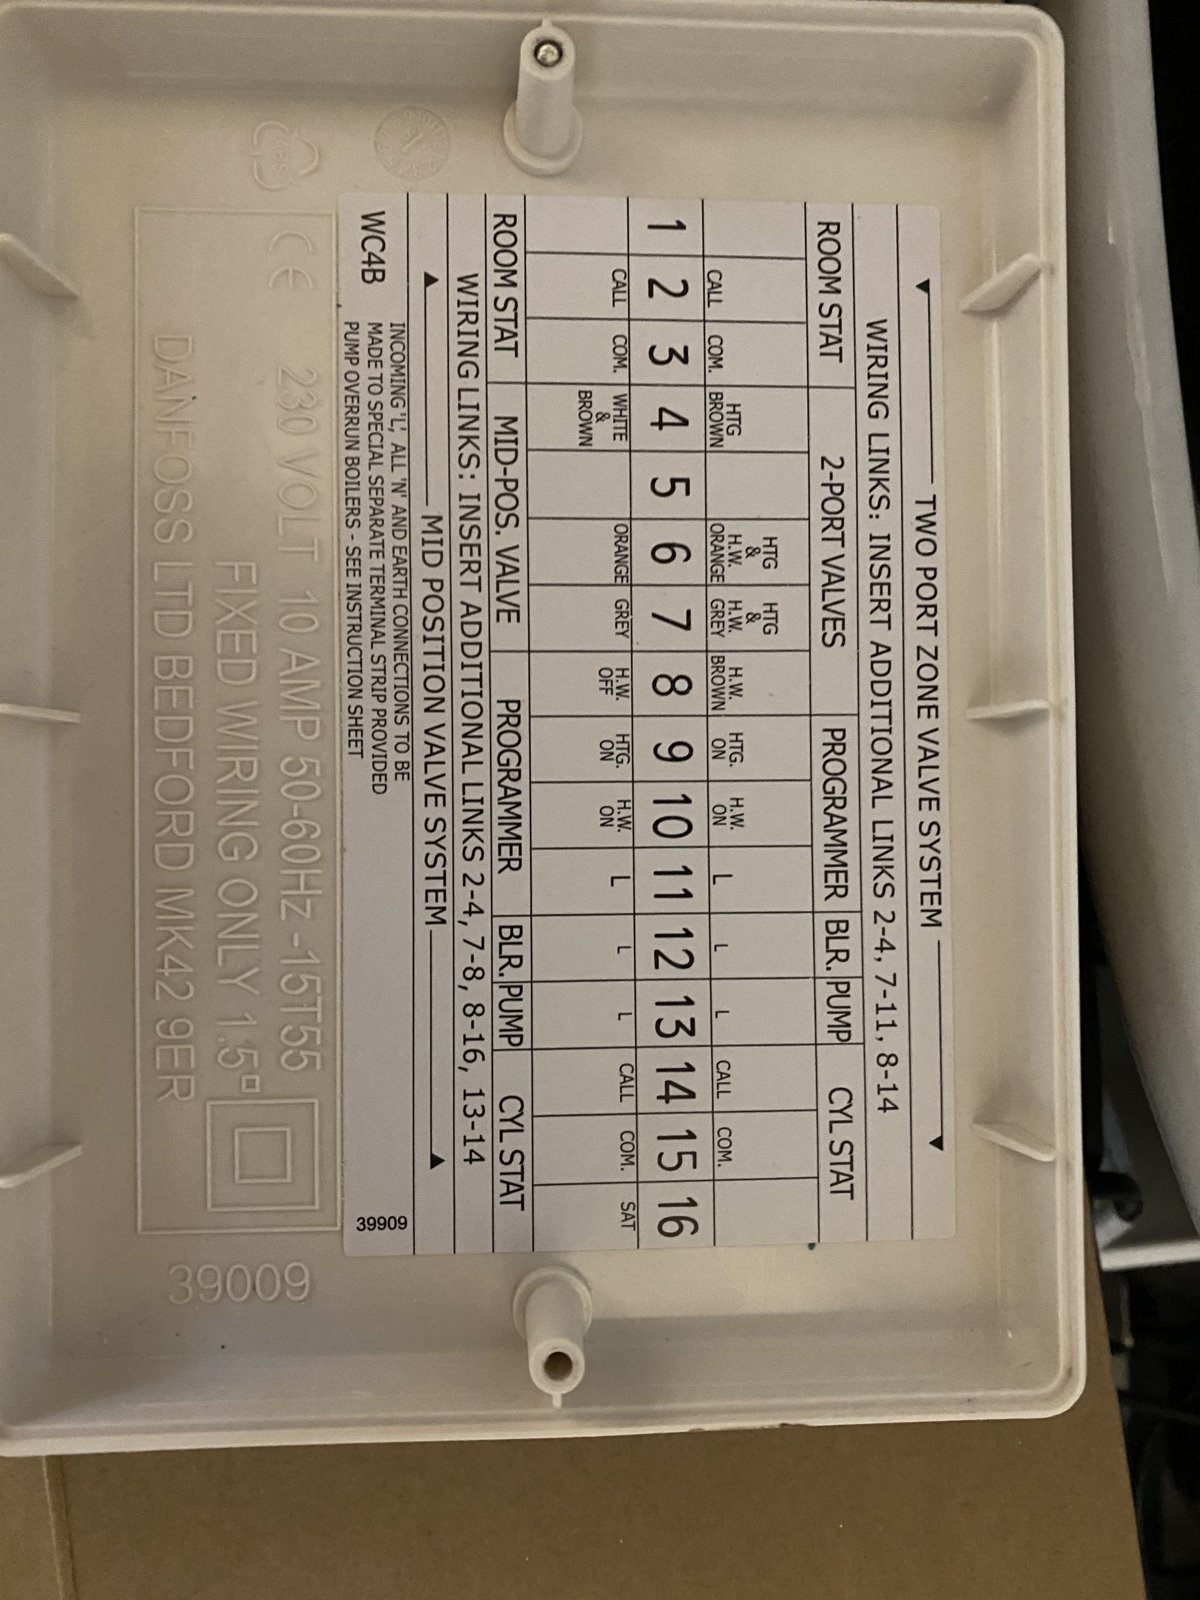 TWO PORT ZONE VALVE SYSTEM
WIRING LINKS: INSERT ADDITIONAL LINKS 2-4, 7-11, 8-14
ROOM STAT 2-PORT VALVES PROGRAMMER BLR. PUMP CYL STAT
CALL COM. HTG BROWN HTG & H.W. ORANGE HTG & H.W. GREY H.W. BROWN HTG. ON H.W. ON L L L CALL COM.
1 2 3 4 5 6 7 8 9 10 11 12 13 14 15 16
CALL COM. WHITE & BROWN ORANGE GREY H.W. OFF HTG. ON H.W. ON L L L CALL COM. SAT
ROOM STAT MID-POS. VALVE PROGRAMMER BLR. PUMP CYL STAT
WIRING LINKS: INSERT ADDITIONAL LINKS 2-4, 7-8, 8-16, 13-14
MID POSITION VALVE SYSTEM
WC4B
INCOMING 'L', ALL 'N' AND EARTH CONNECTIONS TO BE
MADE TO SPECIAL SEPARATE TERMINAL STRIP PROVIDED
PUMP OVERRUN BOILERS - SEE INSTRUCTION SHEET
39909
CE 230 VOLT 10 AMP 50-60Hz -15T55
FIXED WIRING ONLY 1.5▫
DANFOSS LTD BEDFORD MK42 9ER
39009